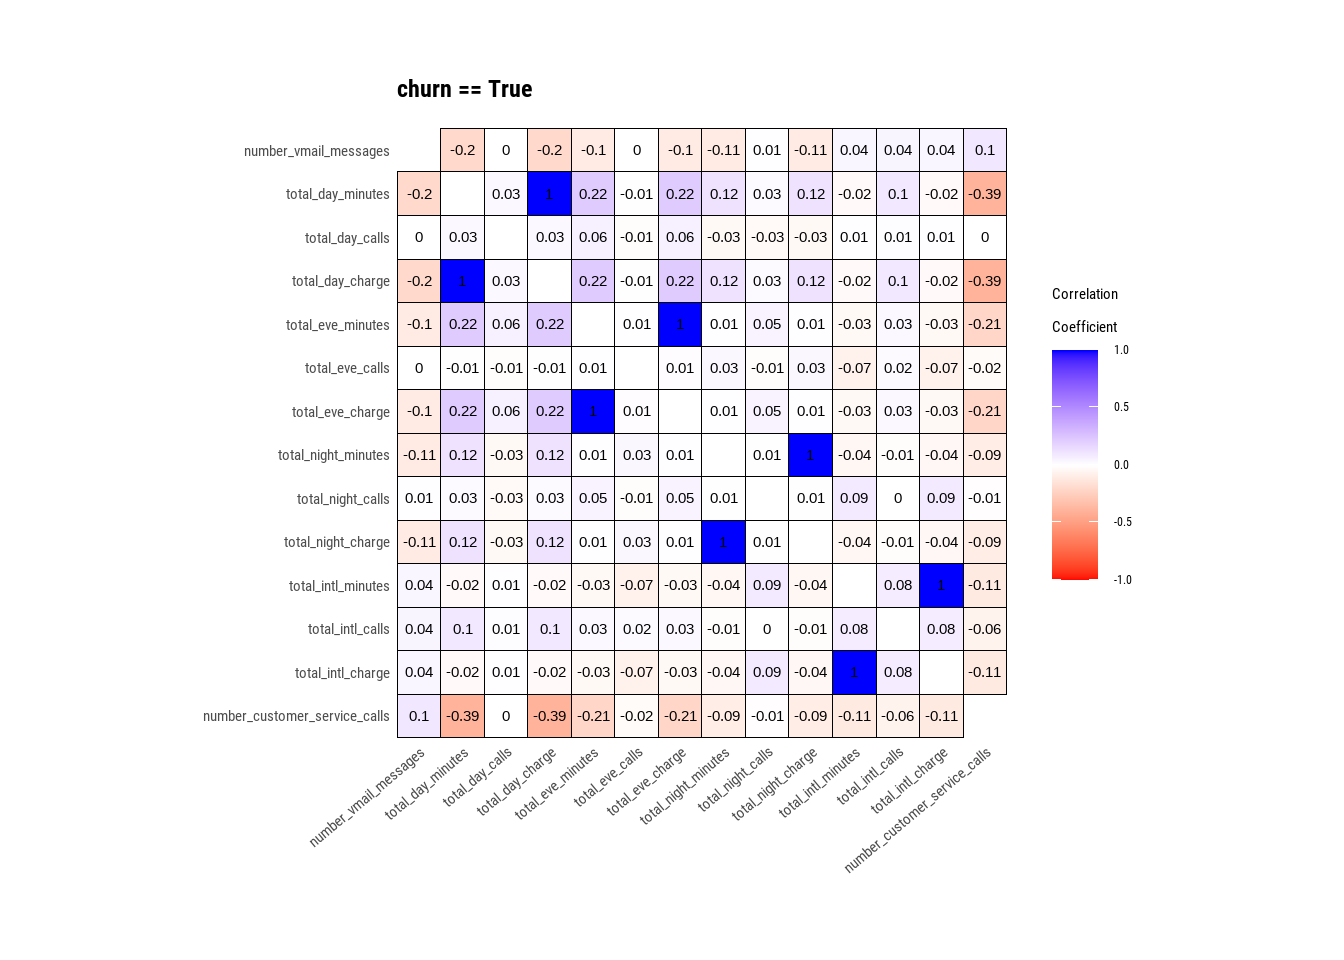 churn == True
number_vmail_messages -0.2 0 -0.2 -0.1 0 -0.1 -0.11 0.01 -0.11 0.04 0.04 0.04 0.1
total_day_minutes -0.2 0.03 1 0.22 -0.01 0.22 0.12 0.03 0.12 -0.02 0.1 -0.02 -0.39
total_day_calls 0 0.03 0.03 0.06 -0.01 0.06 -0.03 -0.03 -0.03 0.01 0.01 0.01 0
total_day_charge -0.2 1 0.03 0.22 -0.01 0.22 0.12 0.03 0.12 -0.02 0.1 -0.02 -0.39
total_eve_minutes -0.1 0.22 0.06 0.22 0.01 1 0.01 0.05 0.01 -0.03 0.03 -0.03 -0.21
total_eve_calls 0 -0.01 -0.01 -0.01 0.01 0.01 0.03 -0.01 0.03 -0.07 0.02 -0.07 -0.02
total_eve_charge -0.1 0.22 0.06 0.22 1 0.01 0.01 0.05 0.01 -0.03 0.03 -0.03 -0.21
total_night_minutes -0.11 0.12 -0.03 0.12 0.01 0.03 0.01 0.01 1 -0.04 -0.01 -0.04 -0.09
total_night_calls 0.01 0.03 -0.03 0.03 0.05 -0.01 0.05 0.01 0.01 0.09 0 0.09 -0.01
total_night_charge -0.11 0.12 -0.03 0.12 0.01 0.03 0.01 1 0.01 -0.04 -0.01 -0.04 -0.09
total_intl_minutes 0.04 -0.02 0.01 -0.02 -0.03 -0.07 -0.03 -0.04 0.09 -0.04 0.08 1 -0.11
total_intl_calls 0.04 0.1 0.01 0.1 0.03 0.02 0.03 -0.01 0 -0.01 0.08 0.08 -0.06
total_intl_charge 0.04 -0.02 0.01 -0.02 -0.03 -0.07 -0.03 -0.04 0.09 -0.04 1 0.08 -0.11
number_customer_service_calls 0.1 -0.39 0 -0.39 -0.21 -0.02 -0.21 -0.09 -0.01 -0.09 -0.11 -0.06 -0.11
number_vmail_messages
total_day_minutes
total_day_calls
total_day_charge
total_eve_minutes
total_eve_calls
total_eve_charge
total_night_minutes
total_night_calls
total_night_charge
total_intl_minutes
total_intl_calls
total_intl_charge
number_customer_service_calls
Correlation
Coefficient
1.0
0.5
0.0
-0.5
-1.0